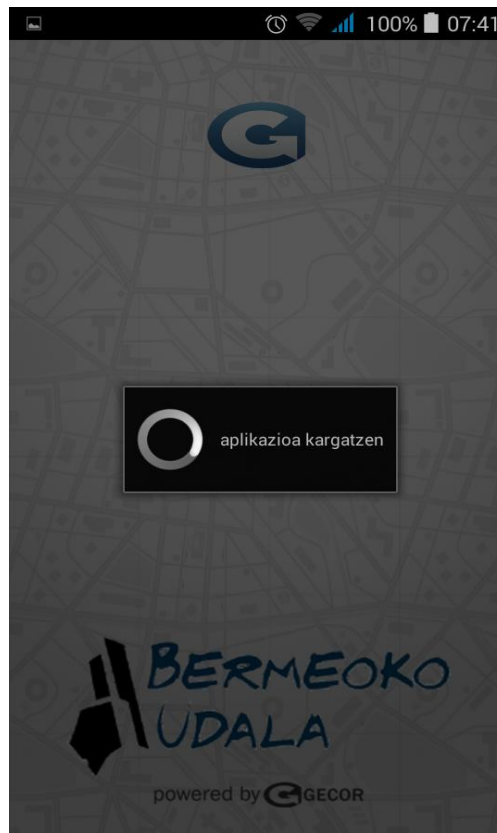 100% 07:41
G
aplikazioa kargatzen
BERMEOKO
UDALA
powered by GECOR